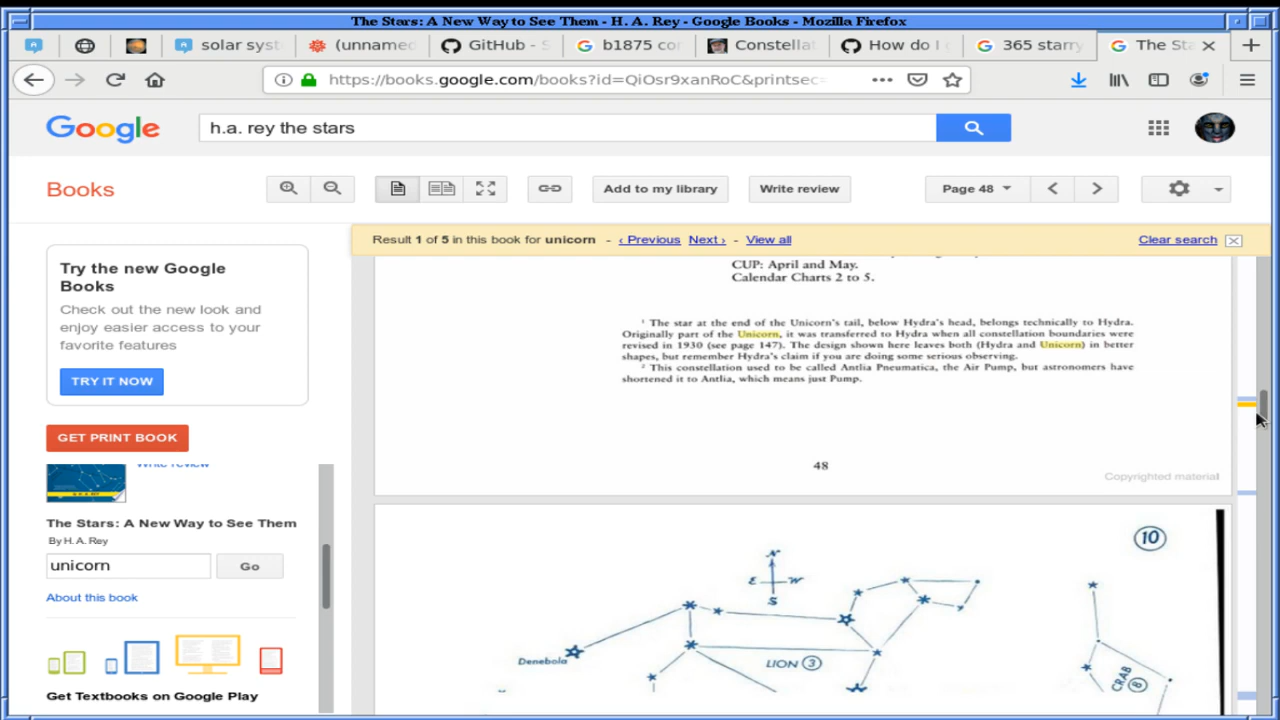 The Stars: A New Way to See Them - H. A. Rey - Google Books - Mozilla Firefox
solar syst
(unnamed
GitHub - S
b1875 cor
Constellat
How do I
365 starry
The Sta
https://books.google.com/books?id=QiOsr9xanRoC&printsec=
Google
h.a. rey the stars
Books
Add to my library
Write review
Page 48
Result 1 of 5 in this book for unicorn - ‹ Previous Next › - View all
Clear search
Try the new Google
Books
Check out the new look and
enjoy easier access to your
favorite features
TRY IT NOW
GET PRINT BOOK
Write review
The Stars: A New Way to See Them
By H. A. Rey
unicorn
Go
About this book
Get Textbooks on Google Play
CUP: April and May.
Calendar Charts 2 to 5.
1 The star at the end of the Unicorn's tail, below Hydra's head, belongs technically to Hydra.
Originally part of the Unicorn, it was transferred to Hydra when all constellation boundaries were
revised in 1930 (see page 147). The design shown here leaves both (Hydra and Unicorn) in better
shapes, but remember Hydra's claim if you are doing some serious observing.
2 This constellation used to be called Antlia Pneumatica, the Air Pump, but astronomers have
shortened it to Antlia, which means just Pump.
48
Copyrighted material
10
N
E W
S
Denebola
LION 3
CRAB 8